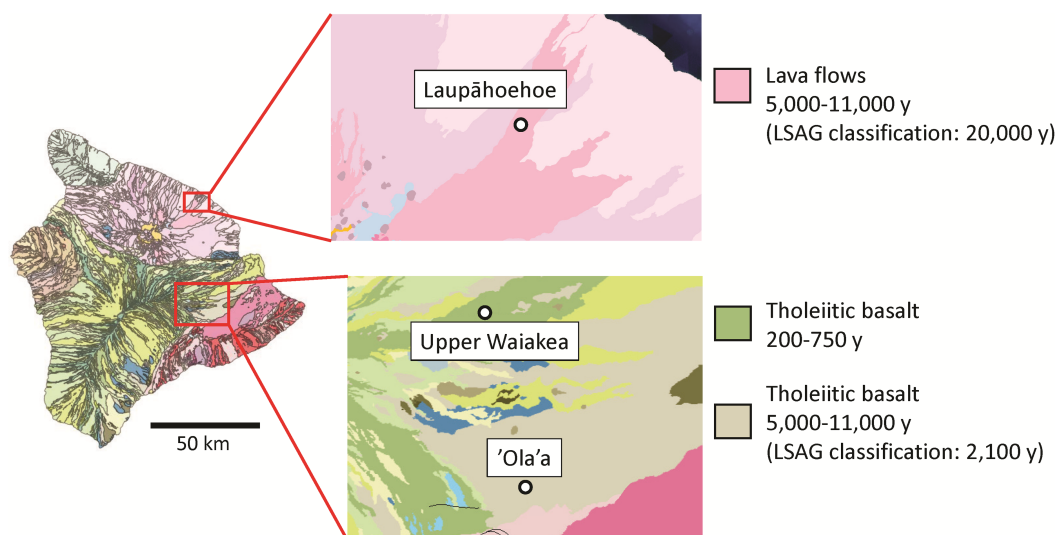 Laupāhoehoe
Lava flows
5,000-11,000 y
(LSAG classification: 20,000 y)
50 km
Upper Waiakea
'Ola'a
Tholeiitic basalt
200-750 y
Tholeiitic basalt
5,000-11,000 y
(LSAG classification: 2,100 y)